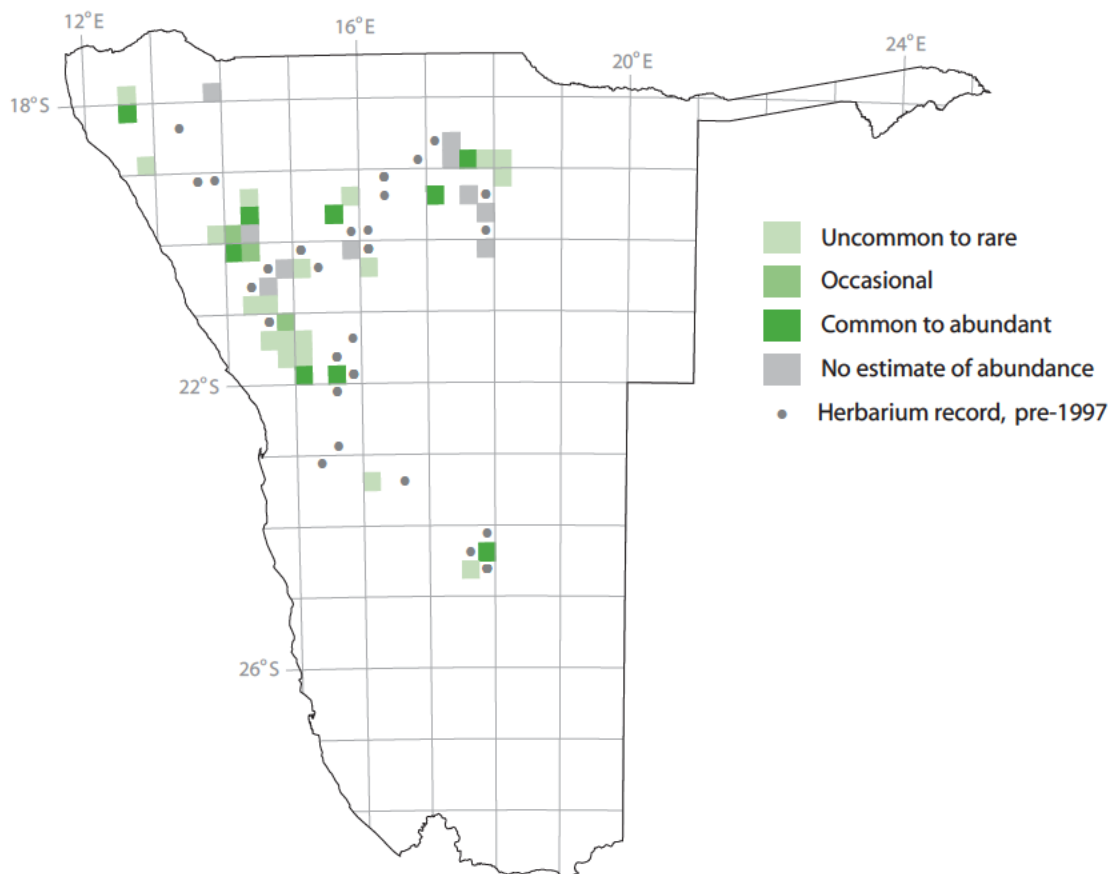 12°E
16°E
20°E
24°E
18°S
22°S
26°S
Uncommon to rare
Occasional
Common to abundant
No estimate of abundance
Herbarium record, pre-1997